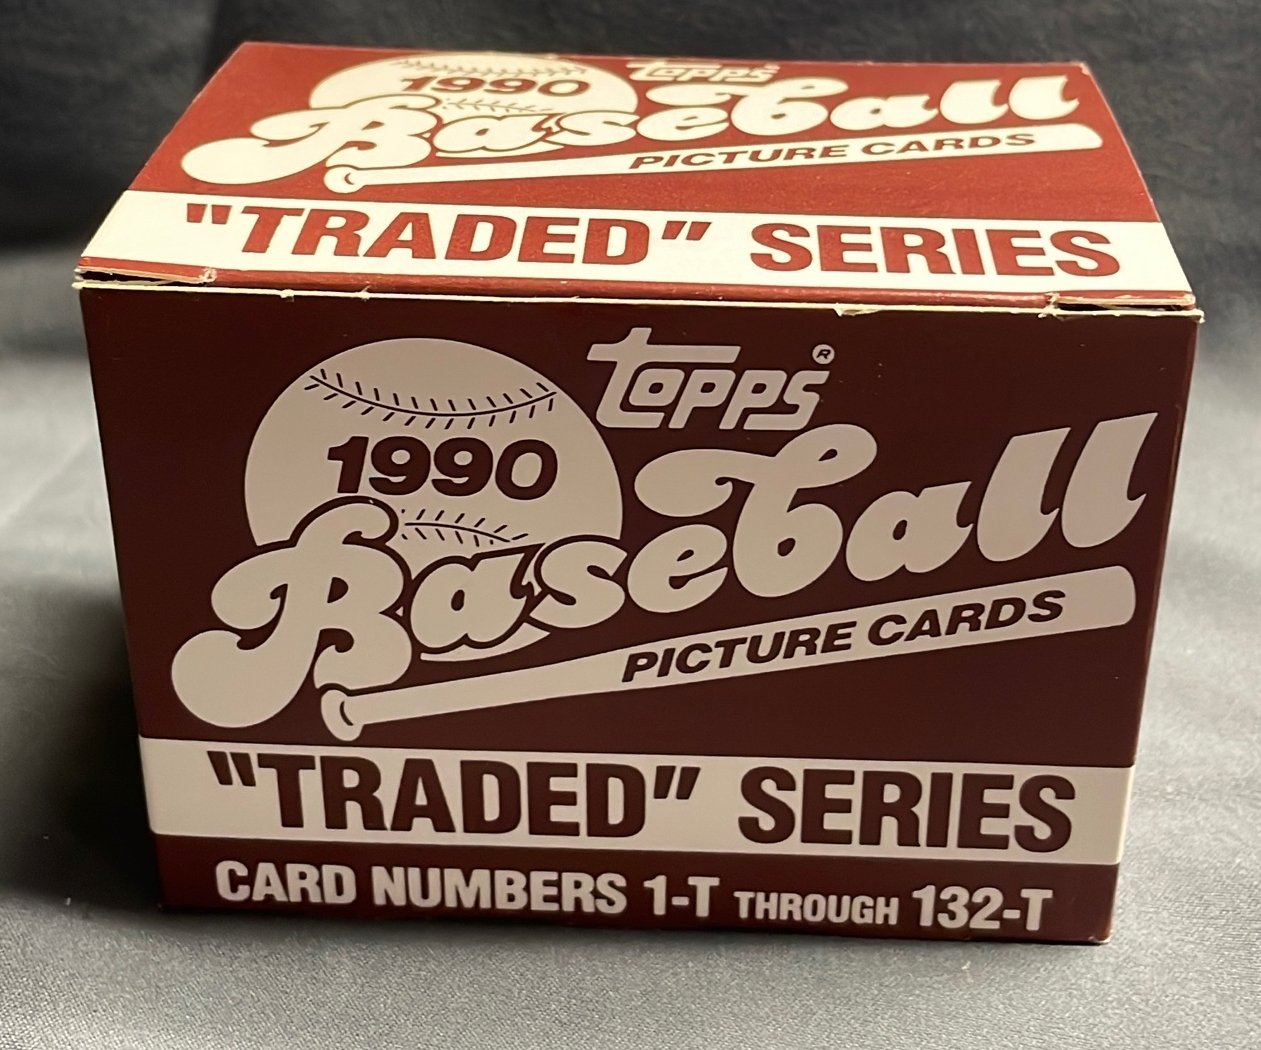 topps®
1990
Baseball
PICTURE CARDS
"TRADED" SERIES
topps®
1990
Baseball
PICTURE CARDS
"TRADED" SERIES
CARD NUMBERS 1-T THROUGH 132-T